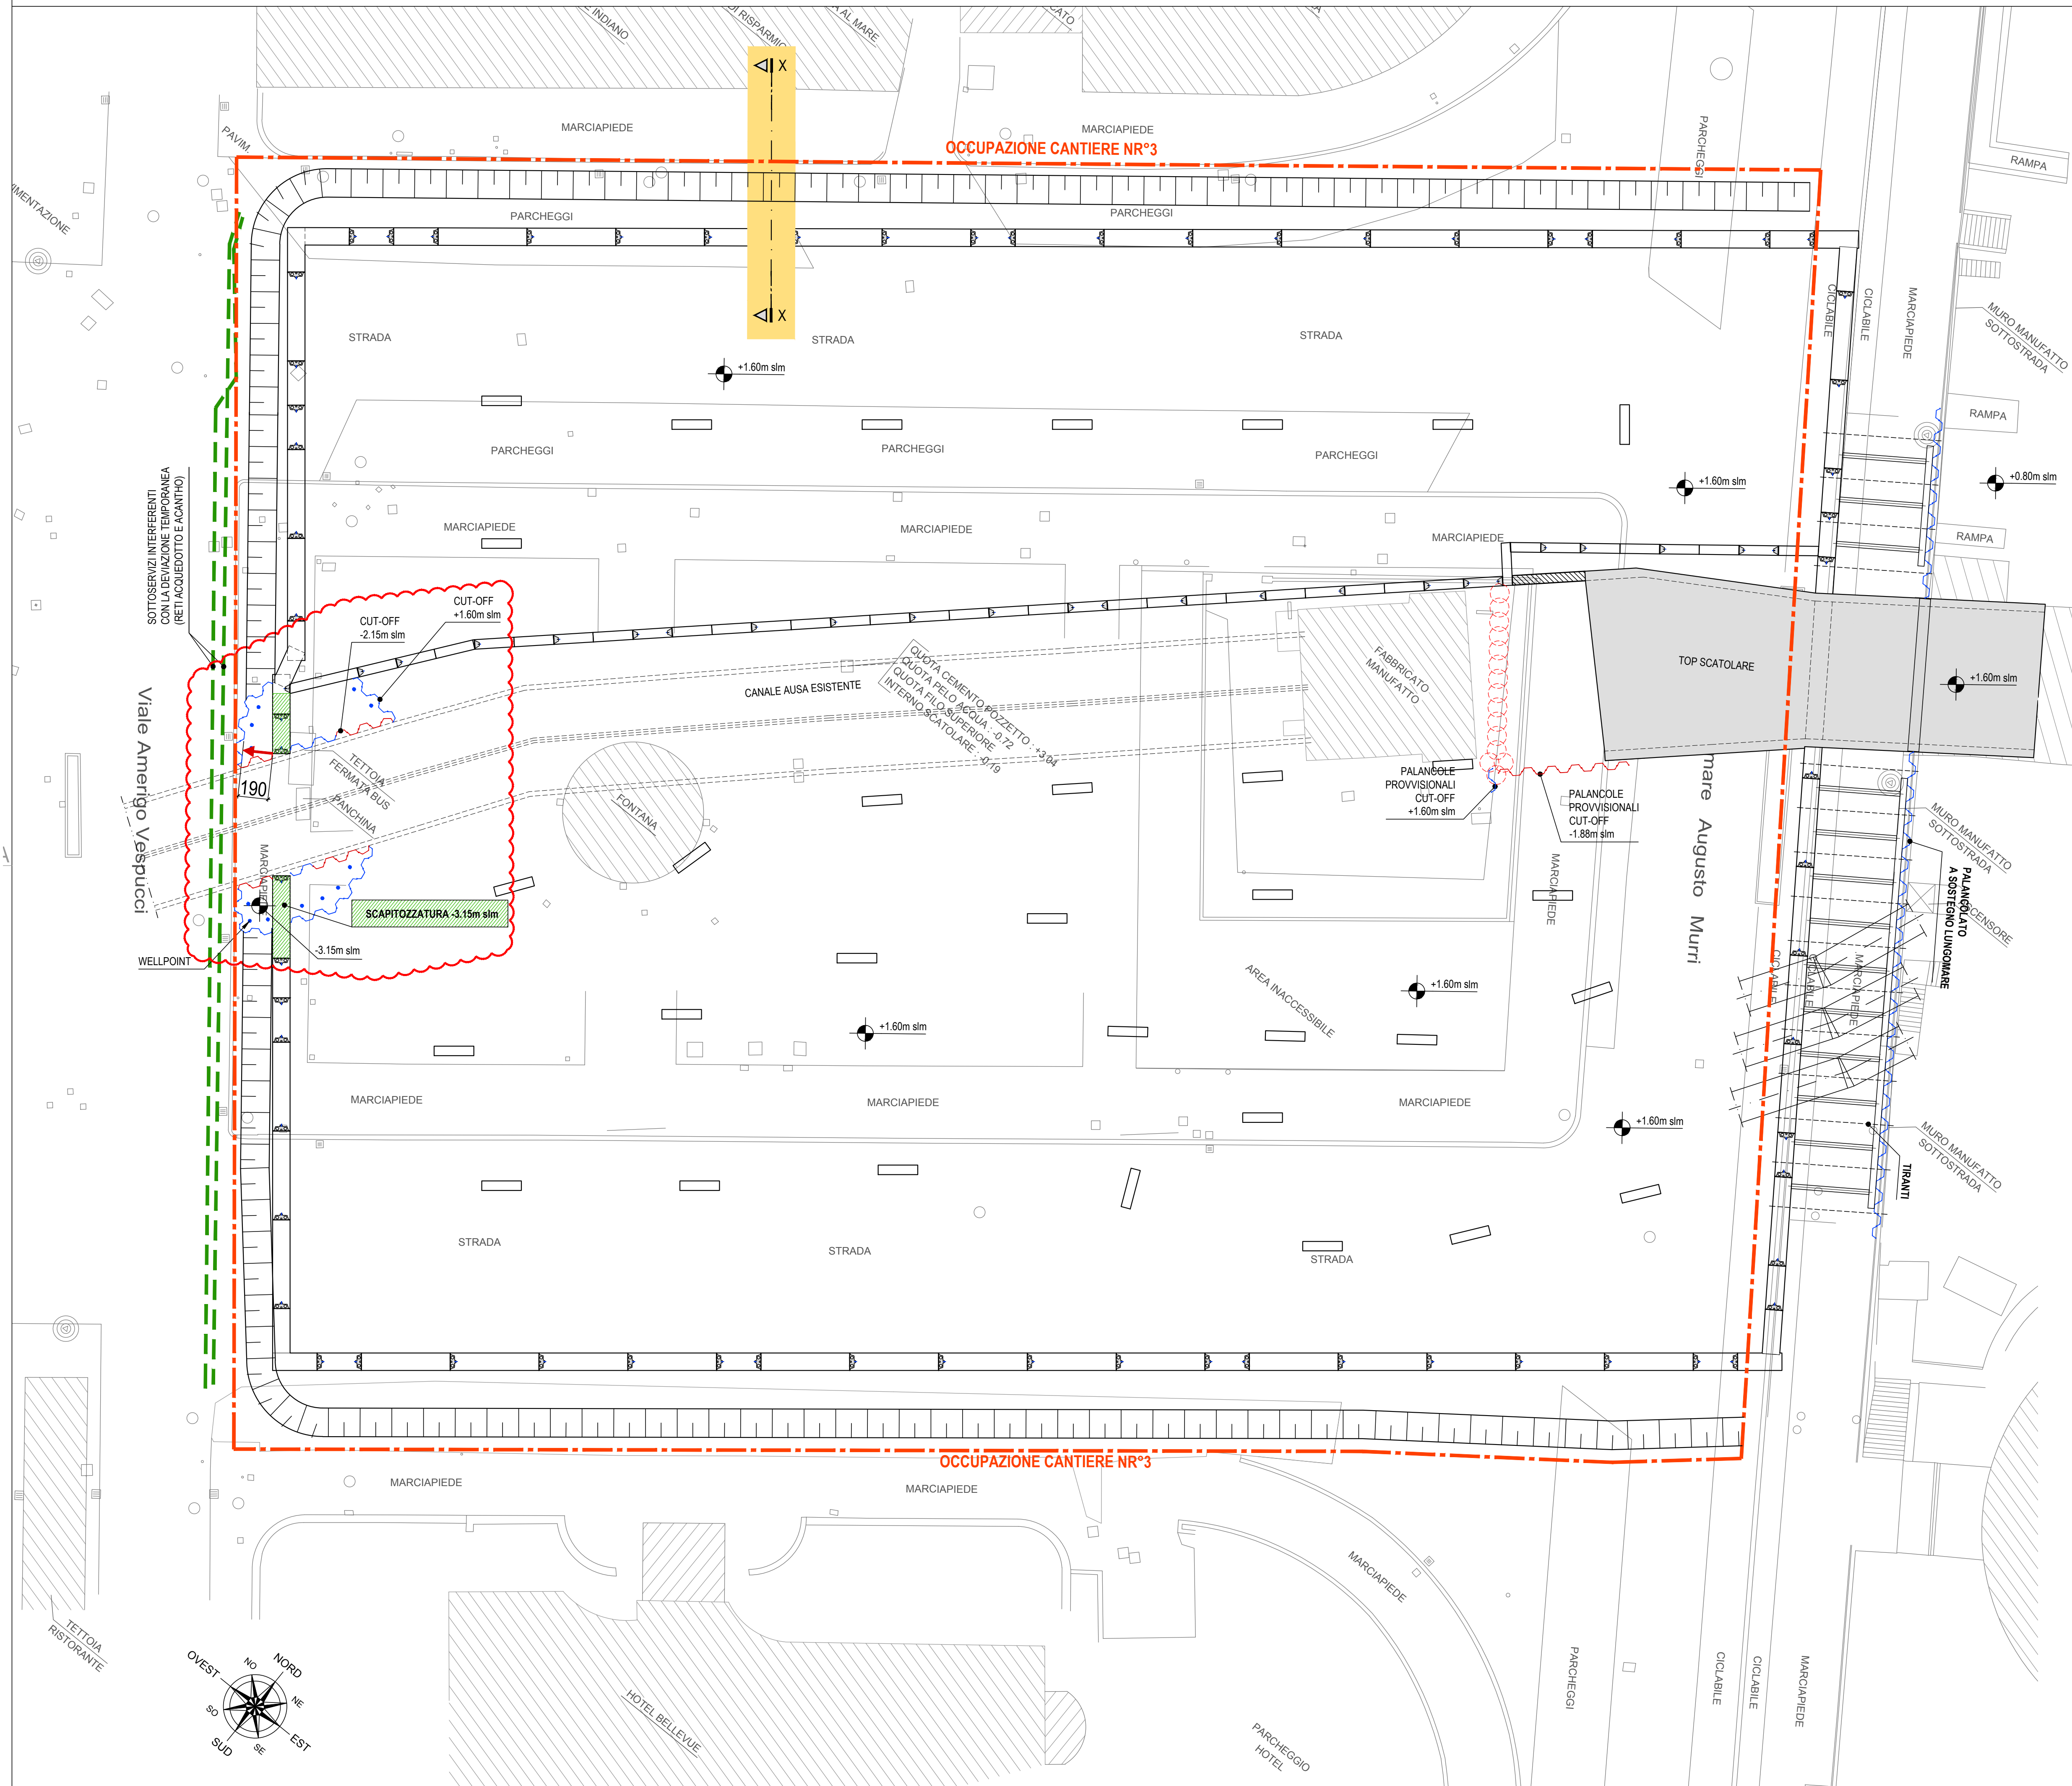 E INDIANO
DI RISPARMIO
A AL MARE
CATO
X
MARCIAPIEDE
MARCIAPIEDE
PARCHEGGI
PAVIM.
OCCUPAZIONE CANTIERE NR°3
RAMPA
PARCHEGGI
PARCHEGGI
X
STRADA
STRADA
STRADA
CICLABILE
CICLABILE
MARCIAPIEDE
MURO MANUFATTO
SOTTOSTRADA
+1.60m slm
RAMPA
PARCHEGGI
PARCHEGGI
PARCHEGGI
+1.60m slm
+0.80m slm
SOTTOSERVIZI INTERFERENTI
CON LA DEVIAZIONE TEMPORANEA
(RETI ACQUEDOTTO E ACANTHO)
MARCIAPIEDE
MARCIAPIEDE
MARCIAPIEDE
RAMPA
CUT-OFF
+1.60m slm
CUT-OFF
-2.15m slm
CANALE AUSA ESISTENTE
QUOTA CEMENTO POZZETTO : +3.04
QUOTA PELO ACQUA : -0.72
QUOTA FILO SUPERIORE
INTERNO SCATOLARE : -0.19
FABBRICATO
MANUFATTO
TOP SCATOLARE
+1.60m slm
Viale Amerigo Vespucci
190
TETTOIA
FERMATA BUS
PANCHINA
FONTANA
PALANCOLE
PROVVISIONALI
CUT-OFF
+1.60m slm
PALANCOLE
PROVVISIONALI
CUT-OFF
-1.88m slm
mare Augusto Murri
MURO MANUFATTO
SOTTOSTRADA
PALANCOLATO
A SOSTEGNO LUNGOMARE
CENSORE
MARCIAPIE
MARCIAPIEDE
SCAPITOZZATURA -3.15m slm
-3.15m slm
WELLPOINT
AREA INACCESSIBILE
+1.60m slm
+1.60m slm
CICLABILE
CICLABILE
MARCIAPIEDE
MARCIAPIEDE
MARCIAPIEDE
MARCIAPIEDE
+1.60m slm
MURO MANUFATTO
SOTTOSTRADA
TIRANTI
STRADA
STRADA
STRADA
OCCUPAZIONE CANTIERE NR°3
MARCIAPIEDE
MARCIAPIEDE
MARCIAPIEDE
TETTOIA
RISTORANTE
OVEST
NO
NORD
NE
EST
SE
SUD
SO
HOTEL BELLEVUE
PARCHEGGIO
HOTEL
PARCHEGGI
CICLABILE
CICLABILE
MARCIAPIEDE